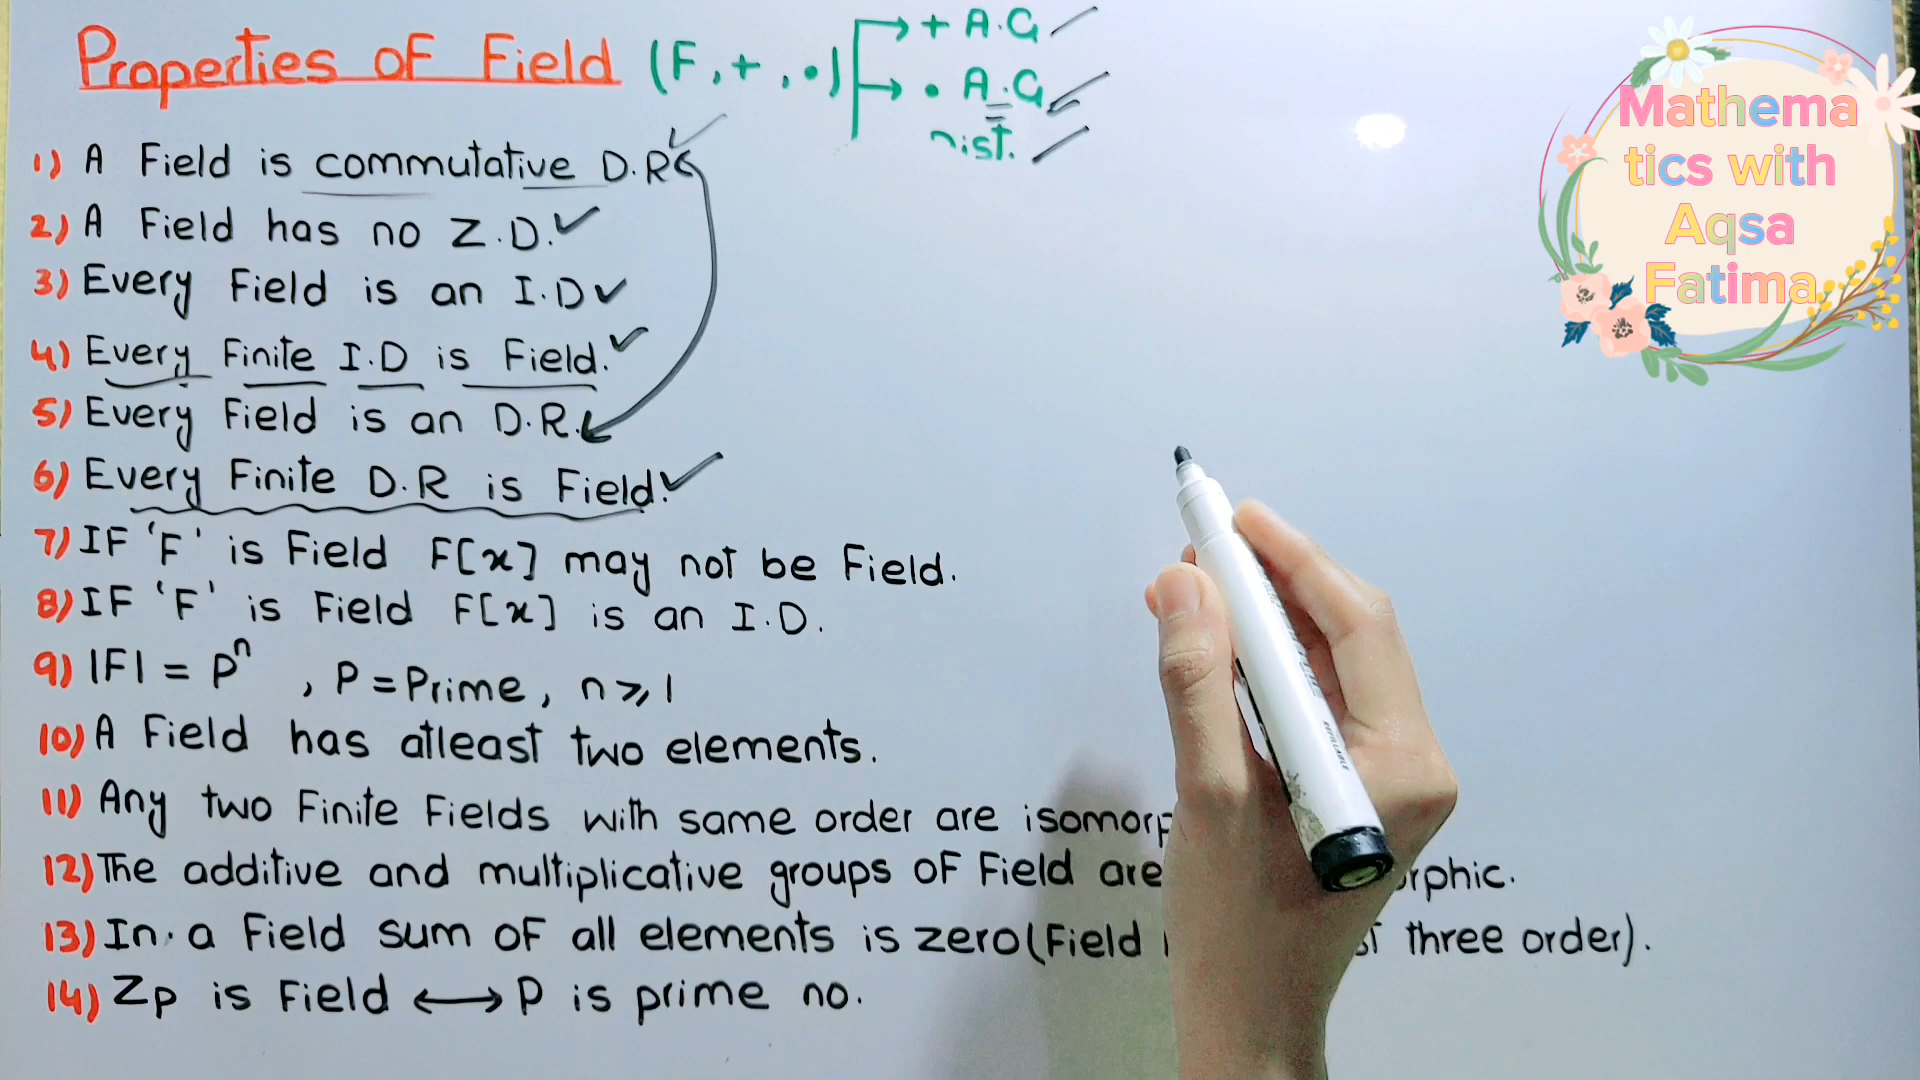 Properties of Field (F, +, •) → + A.G
→ • A.G
Dist.
1) A Field is commutative D.R
2) A Field has no Z.D.
3) Every Field is an I.D
4) Every Finite I.D is Field.
5) Every Field is an D.R.
6) Every Finite D.R is Field.
7) IF 'F' is Field F[x] may not be Field.
8) IF 'F' is Field F[x] is an I.D.
9) |F| = P^n , P = Prime, n ⩾ 1
10) A Field has atleast two elements.
11) Any two Finite Fields with same order are isomorp
12) The additive and multiplicative groups of Field are rphic.
13) In a Field sum of all elements is zero (Field three order).
14) Zp is Field ⟷ P is prime no.
Mathema
tics with
Aqsa
Fatima
REFILLABLE